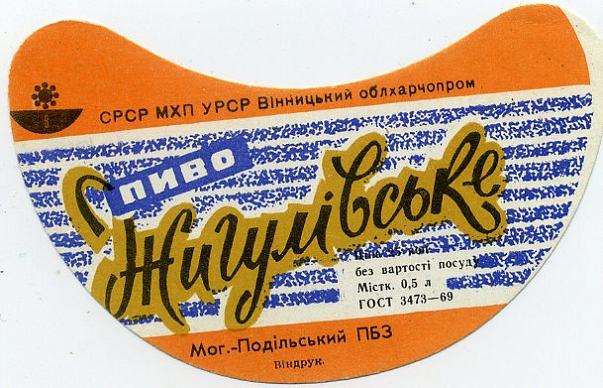 СРСР МХП УРСР Вінницький облхарчопром
ПИВО
Жигулівське
без вартості посуду
Містк. 0,5 л
ГОСТ 3473—69
Мог.-Подільський ПБЗ
Віндрук.